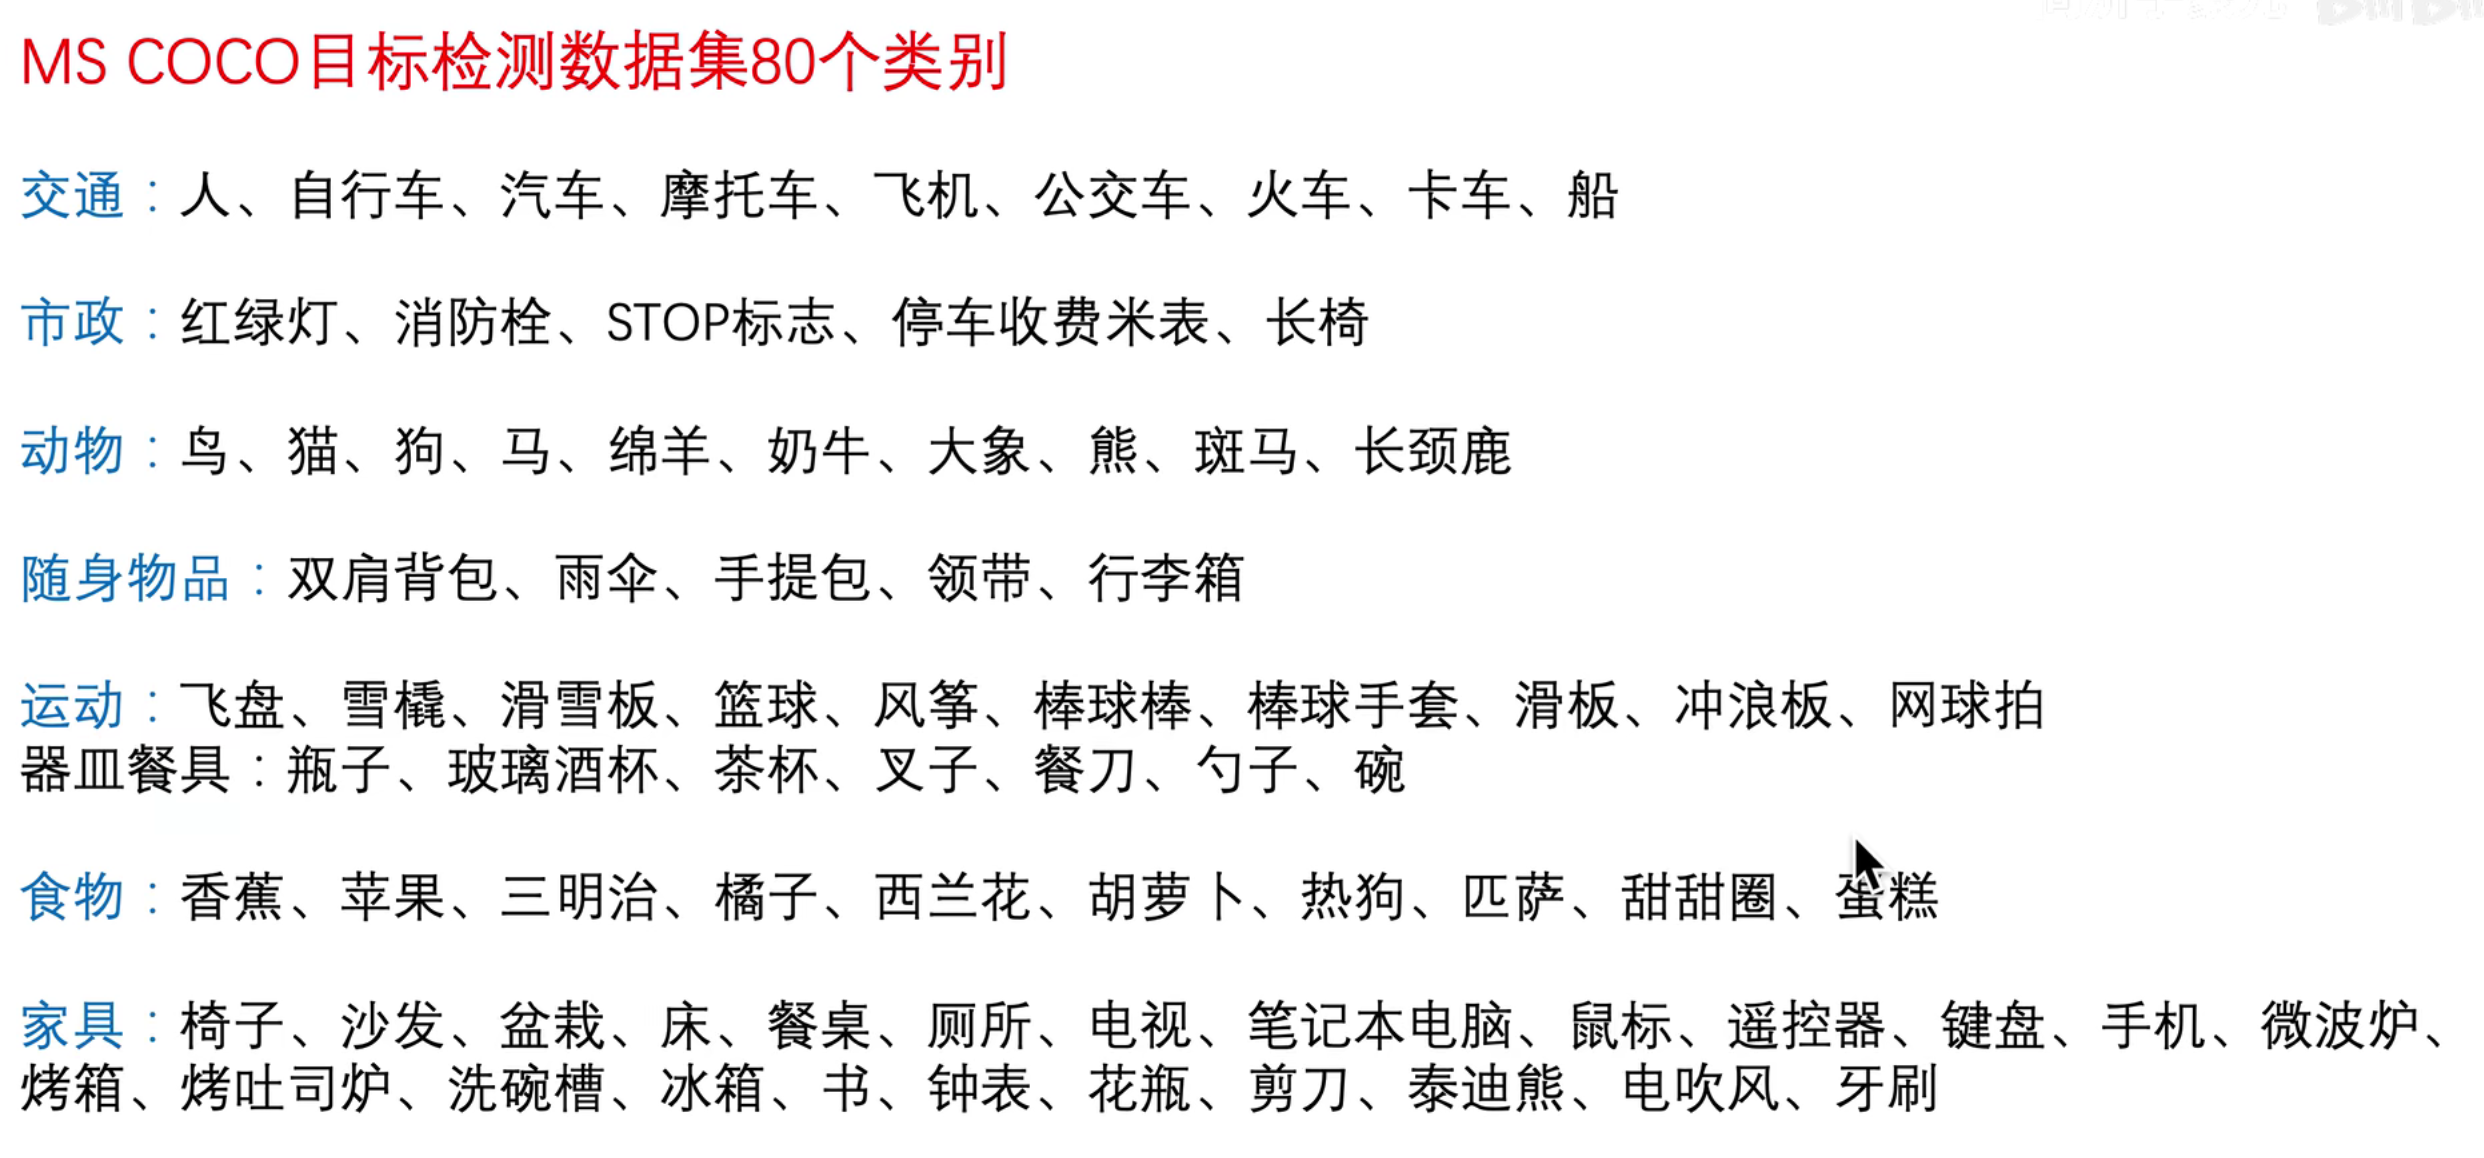 MS COCO目标检测数据集80个类别
交通：人、自行车、汽车、摩托车、飞机、公交车、火车、卡车、船
市政：红绿灯、消防栓、STOP标志、停车收费米表、长椅
动物：鸟、猫、狗、马、绵羊、奶牛、大象、熊、斑马、长颈鹿
随身物品：双肩背包、雨伞、手提包、领带、行李箱
运动：飞盘、雪橇、滑雪板、篮球、风筝、棒球棒、棒球手套、滑板、冲浪板、网球拍
器皿餐具：瓶子、玻璃酒杯、茶杯、叉子、餐刀、勺子、碗
食物：香蕉、苹果、三明治、橘子、西兰花、胡萝卜、热狗、匹萨、甜甜圈、蛋糕
家具：椅子、沙发、盆栽、床、餐桌、厕所、电视、笔记本电脑、鼠标、遥控器、键盘、手机、微波炉、
烤箱、烤吐司炉、洗碗槽、冰箱、书、钟表、花瓶、剪刀、泰迪熊、电吹风、牙刷